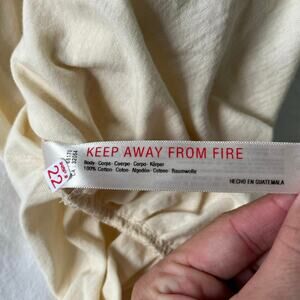 KEEP AWAY FROM FIRE
Body · Corps · Cuerpo · Corpo · Körper
100% Cotton · Coton · Algodón · Cotone · Baumwolle
HECHO EN GUATEMALA
22